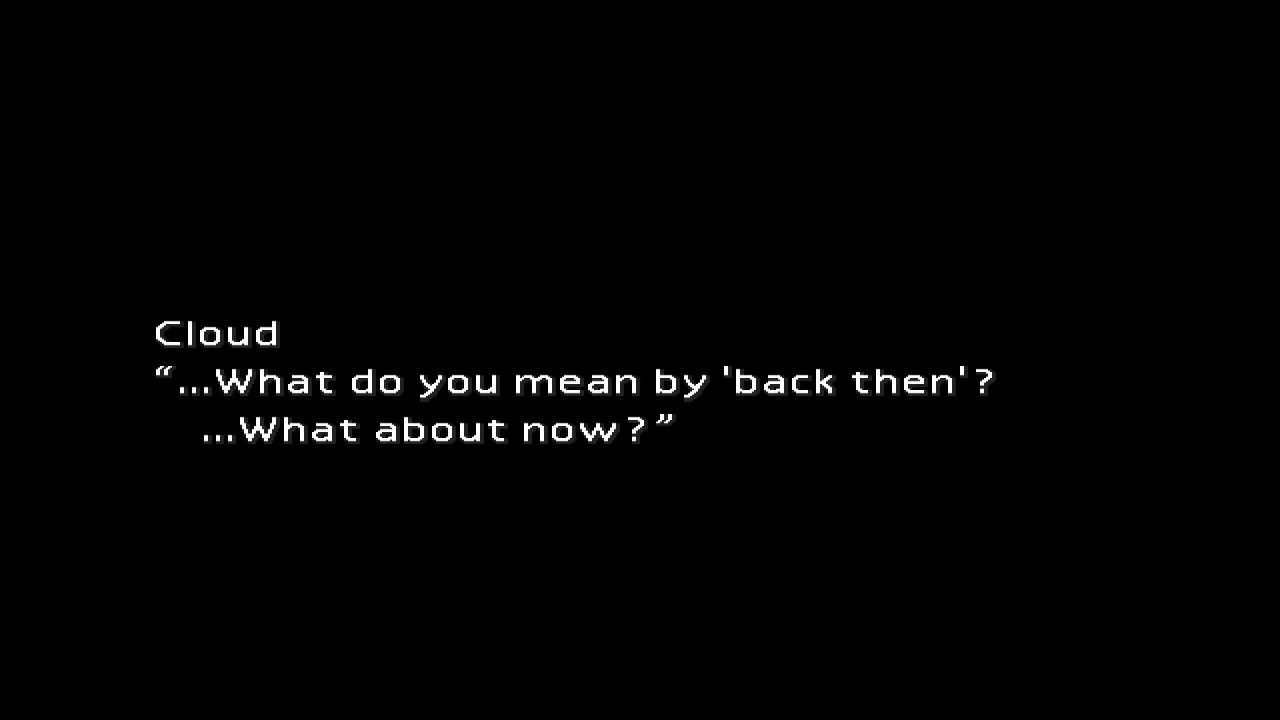 Cloud
“...What do you mean by 'back then'?
...What about now?”